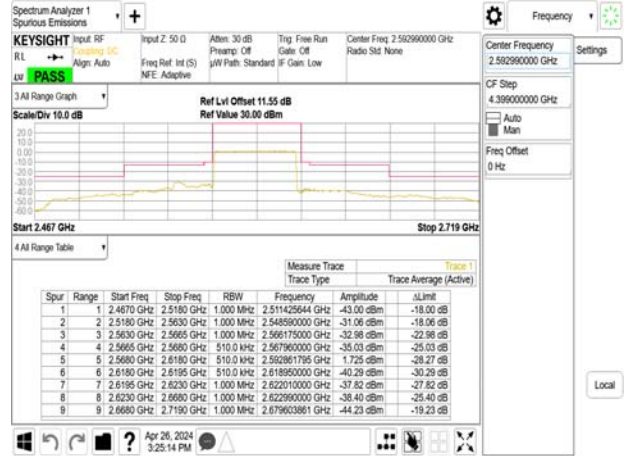 Spectrum Analyzer 1
Spurious Emissions
Frequency
KEYSIGHT Input: RF Input Z: 50 Ω Atten: 30 dB Trig: Free Run Center Freq: 2.592990000 GHz
RL Coupling: DC Preamp: Off Gate: Off Radio Std: None
Align: Auto Freq Ref: Int (S) µW Path: Standard IF Gain: Low
PASS NFE: Adaptive
Center Frequency
2.592990000 GHz
Settings
CF Step
4.399000000 GHz
Auto
Man
Freq Offset
0 Hz
3 All Range Graph
Ref Lvl Offset 11.55 dB
Scale/Div 10.0 dB Ref Value 30.00 dBm
20.0
10.0
0.00
-10.0
-20.0
-30.0
-40.0
-50.0
-60.0
Start 2.467 GHz Stop 2.719 GHz
4 All Range Table
Measure Trace Trace 1
Trace Type Trace Average (Active)
Spur Range Start Freq Stop Freq RBW Frequency Amplitude ΔLimit
1 1 2.4670 GHz 2.5180 GHz 1.000 MHz 2.511425644 GHz -43.00 dBm -18.00 dB
2 2 2.5180 GHz 2.5630 GHz 1.000 MHz 2.548590000 GHz -31.06 dBm -18.06 dB
3 3 2.5630 GHz 2.5665 GHz 1.000 MHz 2.566175000 GHz -32.98 dBm -22.98 dB
4 4 2.5665 GHz 2.5680 GHz 510.0 kHz 2.567960000 GHz -35.03 dBm -25.03 dB
5 5 2.5680 GHz 2.6180 GHz 510.0 kHz 2.592861795 GHz 1.725 dBm -28.27 dB
6 6 2.6180 GHz 2.6195 GHz 510.0 kHz 2.618950000 GHz -40.29 dBm -30.29 dB
7 7 2.6195 GHz 2.6230 GHz 1.000 MHz 2.622010000 GHz -37.82 dBm -27.82 dB
8 8 2.6230 GHz 2.6680 GHz 1.000 MHz 2.622990000 GHz -38.40 dBm -25.40 dB
9 9 2.6680 GHz 2.7190 GHz 1.000 MHz 2.679603861 GHz -44.23 dBm -19.23 dB
Local
Apr 26, 2024
3:25:14 PM